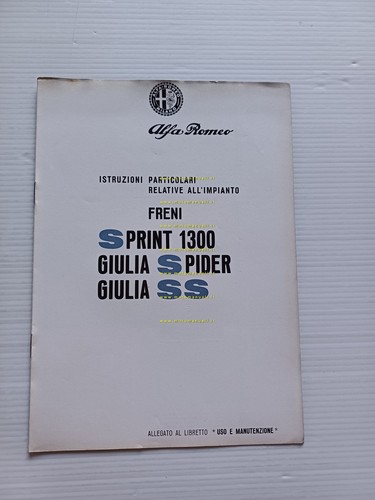 Alfa Romeo
ISTRUZIONI PARTICOLARI
RELATIVE ALL'IMPIANTO
FRENI
SPRINT 1300
GIULIA SPIDER
GIULIA SS
ALLEGATO AL LIBRETTO "USO E MANUTENZIONE"